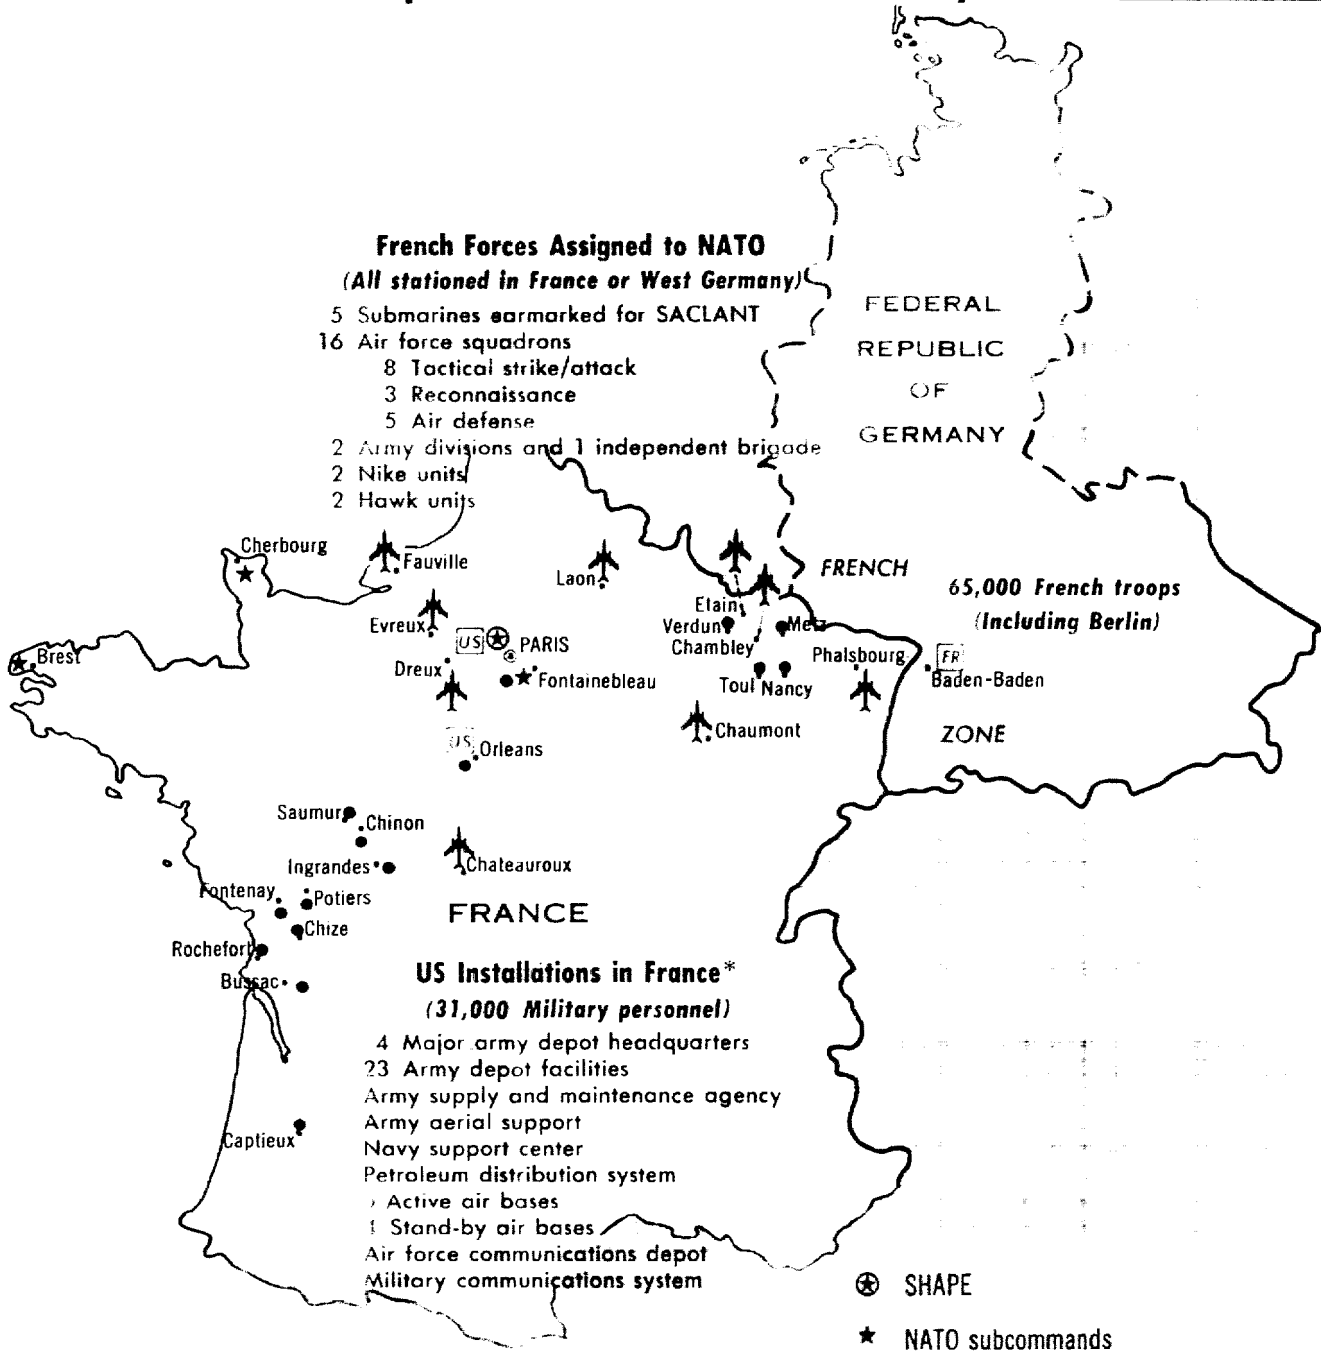 French Forces Assigned to NATO
(All stationed in France or West Germany)
5 Submarines earmarked for SACLANT
16 Air force squadrons
8 Tactical strike/attack
3 Reconnaissance
5 Air defense
2 Army divisions and 1 independent brigade
2 Nike units
2 Hawk units
FEDERAL
REPUBLIC
OF
GERMANY
Cherbourg
Fauville
Laon
FRENCH
65,000 French troops
(Including Berlin)
Etain
Evreux
US
PARIS
Verdun
Metz
Chambley
Brest
Dreux
Fontainebleau
Toul
Nancy
Phalsbourg
FR
Baden-Baden
Chaumont
ZONE
US
Orleans
Saumur
Chinon
Ingrandes
Chateauroux
Fontenay
Potiers
Chize
FRANCE
Rochefort
Bussac
US Installations in France*
(31,000 Military personnel)
4 Major army depot headquarters
23 Army depot facilities
Army supply and maintenance agency
Army aerial support
Navy support center
Petroleum distribution system
Active air bases
Stand-by air bases
Air force communications depot
Military communications system
Captieux
SHAPE
NATO subcommands